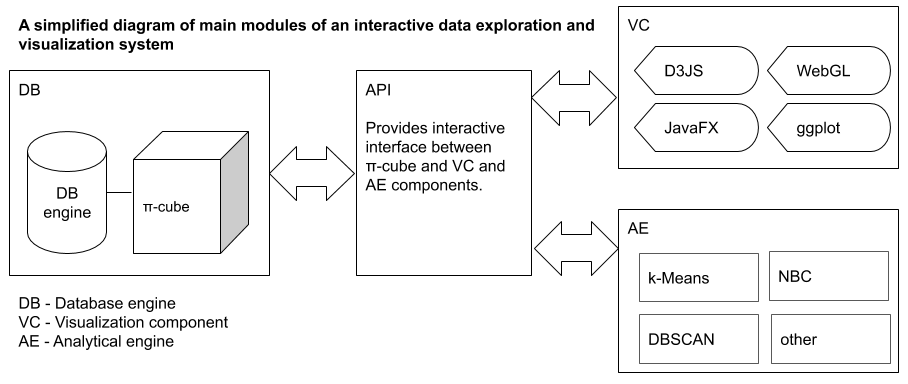 A simplified diagram of main modules of an interactive data exploration and
visualization system
DB
DB
engine
π-cube
API
Provides interactive
interface between
π-cube and VC and
AE components.
VC
D3JS
WebGL
JavaFX
ggplot
AE
k-Means
NBC
DBSCAN
other
DB - Database engine
VC - Visualization component
AE - Analytical engine